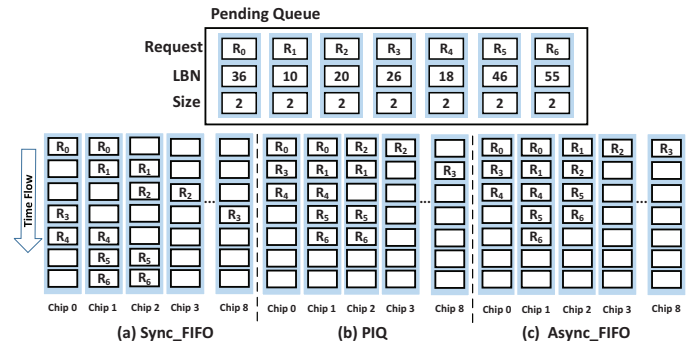 Pending Queue
Request R₀ R₁ R₂ R₃ R₄ R₅ R₆
LBN 36 10 20 26 18 46 55
Size 2 2 2 2 2 2 2
Time Flow
R₀ R₀ R₀ R₀ R₂ R₂ R₀ R₀ R₁ R₂ R₃
R₁ R₁ R₃ R₁ R₁ R₃ R₃ R₁ R₂
R₂ R₂ ... R₄ R₄ ... R₄ R₄ R₅ ...
R₃ R₃ R₅ R₅ R₅ R₆
R₄ R₄ R₆ R₆ R₆
R₅ R₅
R₆ R₆
Chip 0 Chip 1 Chip 2 Chip 3 Chip 8 Chip 0 Chip 1 Chip 2 Chip 3 Chip 8 Chip 0 Chip 1 Chip 2 Chip 3 Chip 8
(a) Sync_FIFO (b) PIQ (c) Async_FIFO